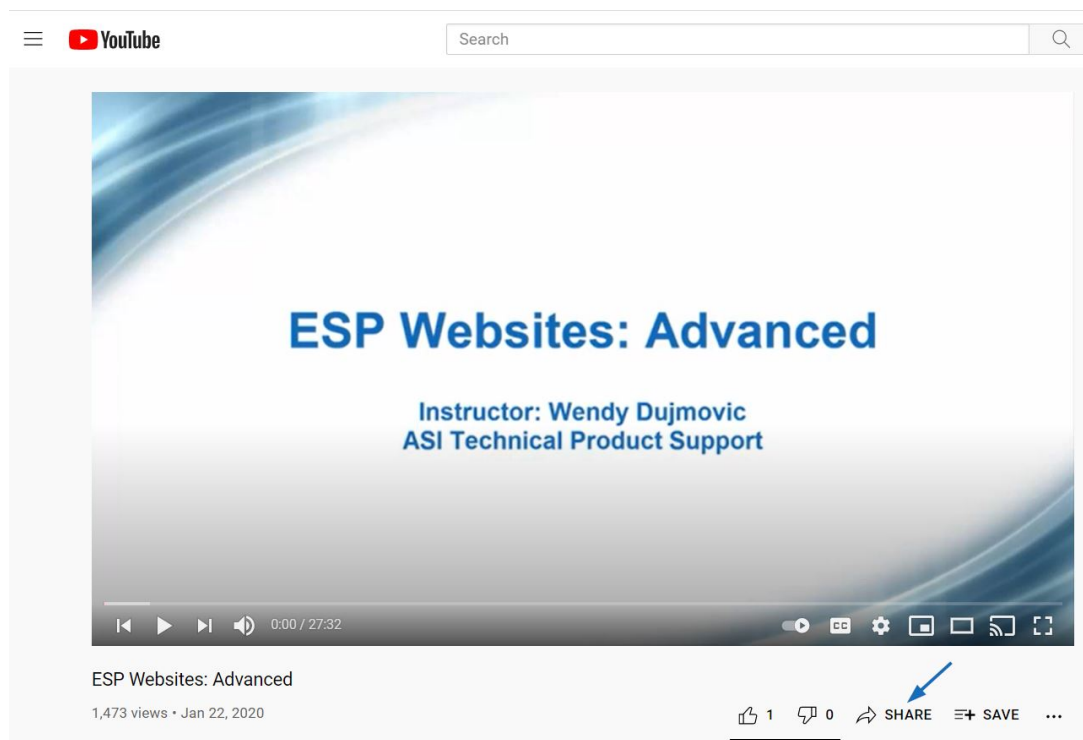 YouTube
Search
ESP Websites: Advanced
Instructor: Wendy Dujmovic
ASI Technical Product Support
0:00 / 27:32
CC
ESP Websites: Advanced
1,473 views • Jan 22, 2020
1 0 SHARE SAVE ...